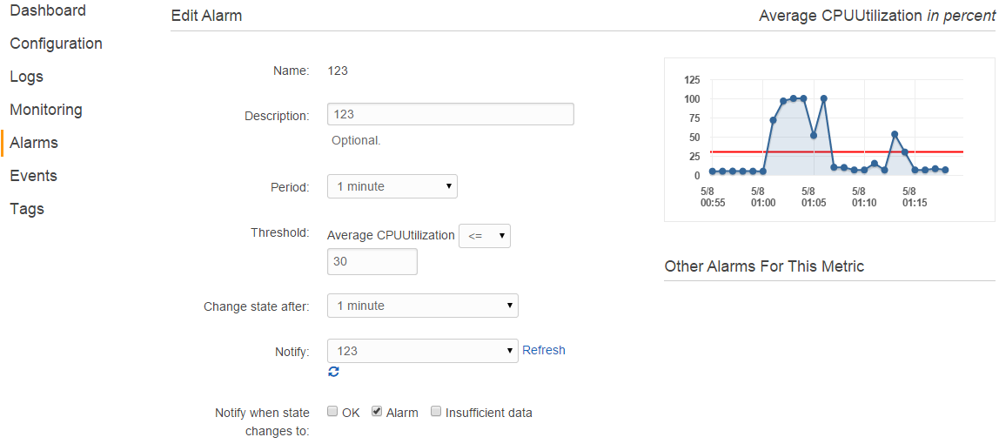 Dashboard
Configuration
Logs
Monitoring
Alarms
Events
Tags
Edit Alarm
Average CPUUtilization in percent
Name: 123
Description: 123
Optional.
Period: 1 minute
Threshold: Average CPUUtilization <=
30
Change state after: 1 minute
Notify: 123 Refresh
Notify when state
changes to:
OK Alarm Insufficient data
125
100
75
50
25
0
5/8 5/8 5/8 5/8 5/8
00:55 01:00 01:05 01:10 01:15
Other Alarms For This Metric